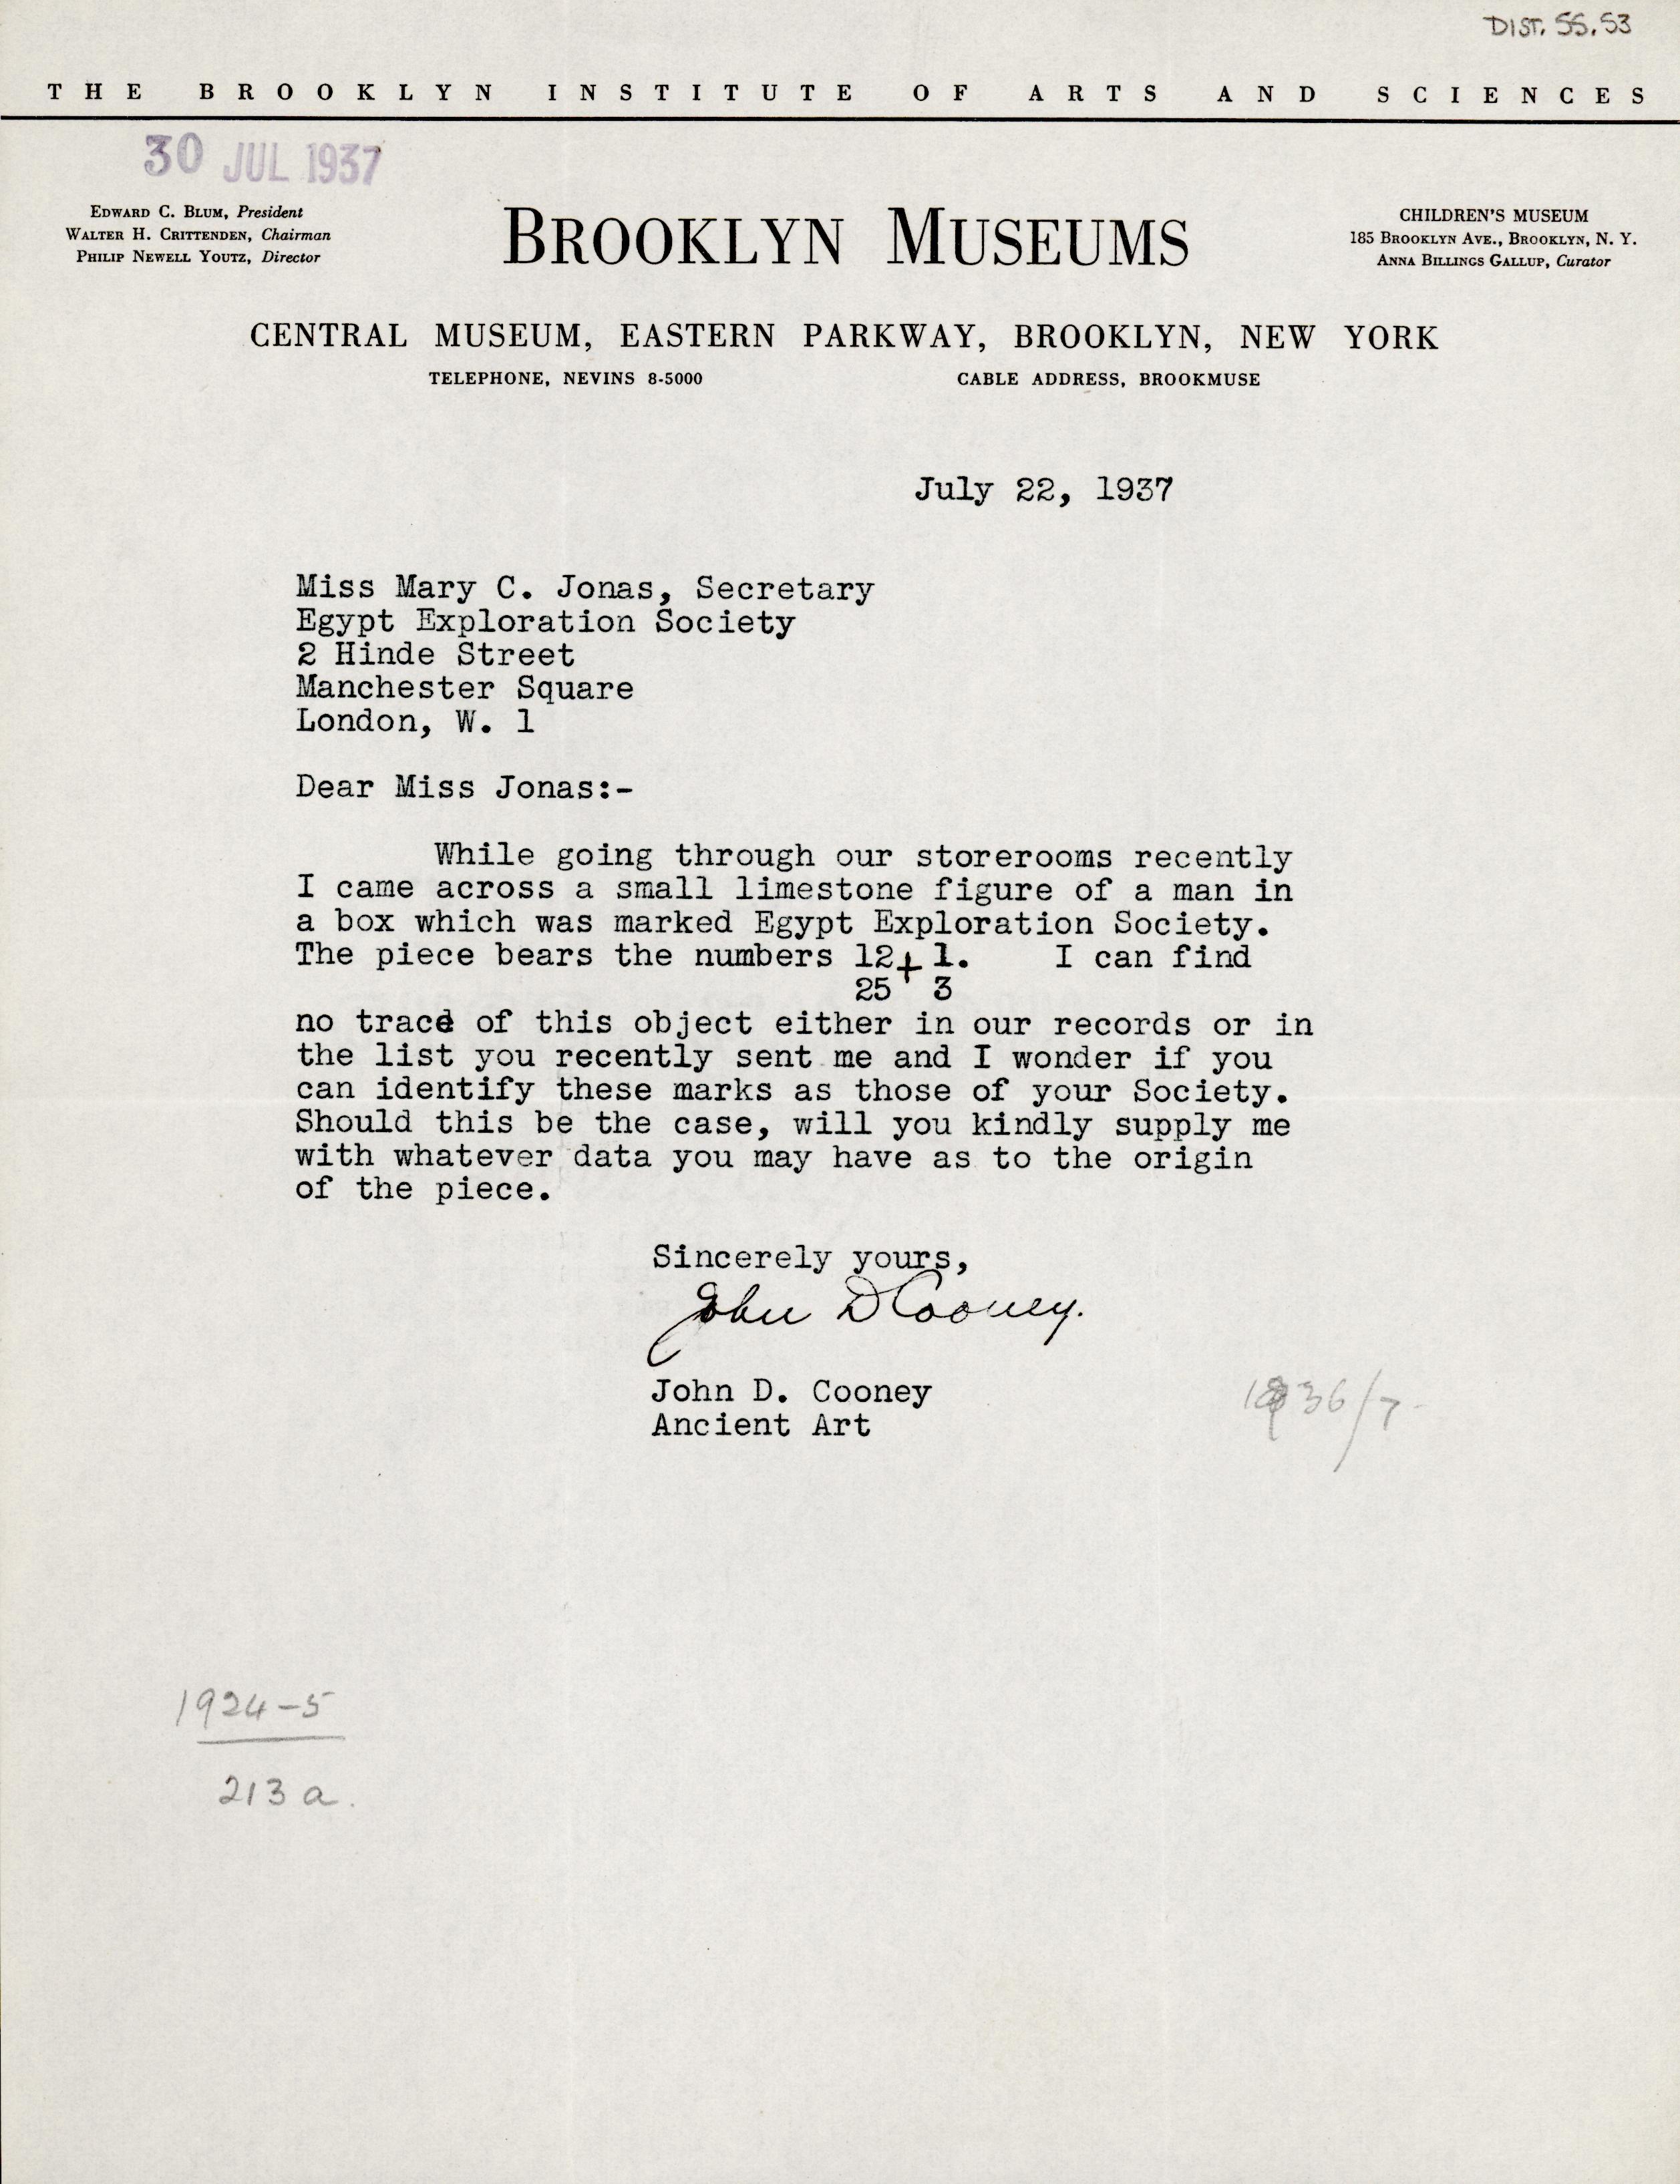 DIST. 55.53
THE BROOKLYN INSTITUTE OF ARTS AND SCIENCES
30 JUL 1937
EDWARD C. BLUM, President
WALTER H. CRITTENDEN, Chairman
PHILIP NEWELL YOUTZ, Director
BROOKLYN MUSEUMS
CHILDREN'S MUSEUM
185 BROOKLYN AVE., BROOKLYN, N. Y.
ANNA BILLINGS GALLUP, Curator
CENTRAL MUSEUM, EASTERN PARKWAY, BROOKLYN, NEW YORK
TELEPHONE, NEVINS 8-5000 CABLE ADDRESS, BROOKMUSE
July 22, 1937
Miss Mary C. Jonas, Secretary
Egypt Exploration Society
2 Hinde Street
Manchester Square
London, W. 1
Dear Miss Jonas:-
While going through our storerooms recently
I came across a small limestone figure of a man in
a box which was marked Egypt Exploration Society.
The piece bears the numbers 12 + 1. I can find
25 3
no trace of this object either in our records or in
the list you recently sent me and I wonder if you
can identify these marks as those of your Society.
Should this be the case, will you kindly supply me
with whatever data you may have as to the origin
of the piece.
Sincerely yours,
John D Cooney.
John D. Cooney
Ancient Art
1936/7
1924-5
213 a.